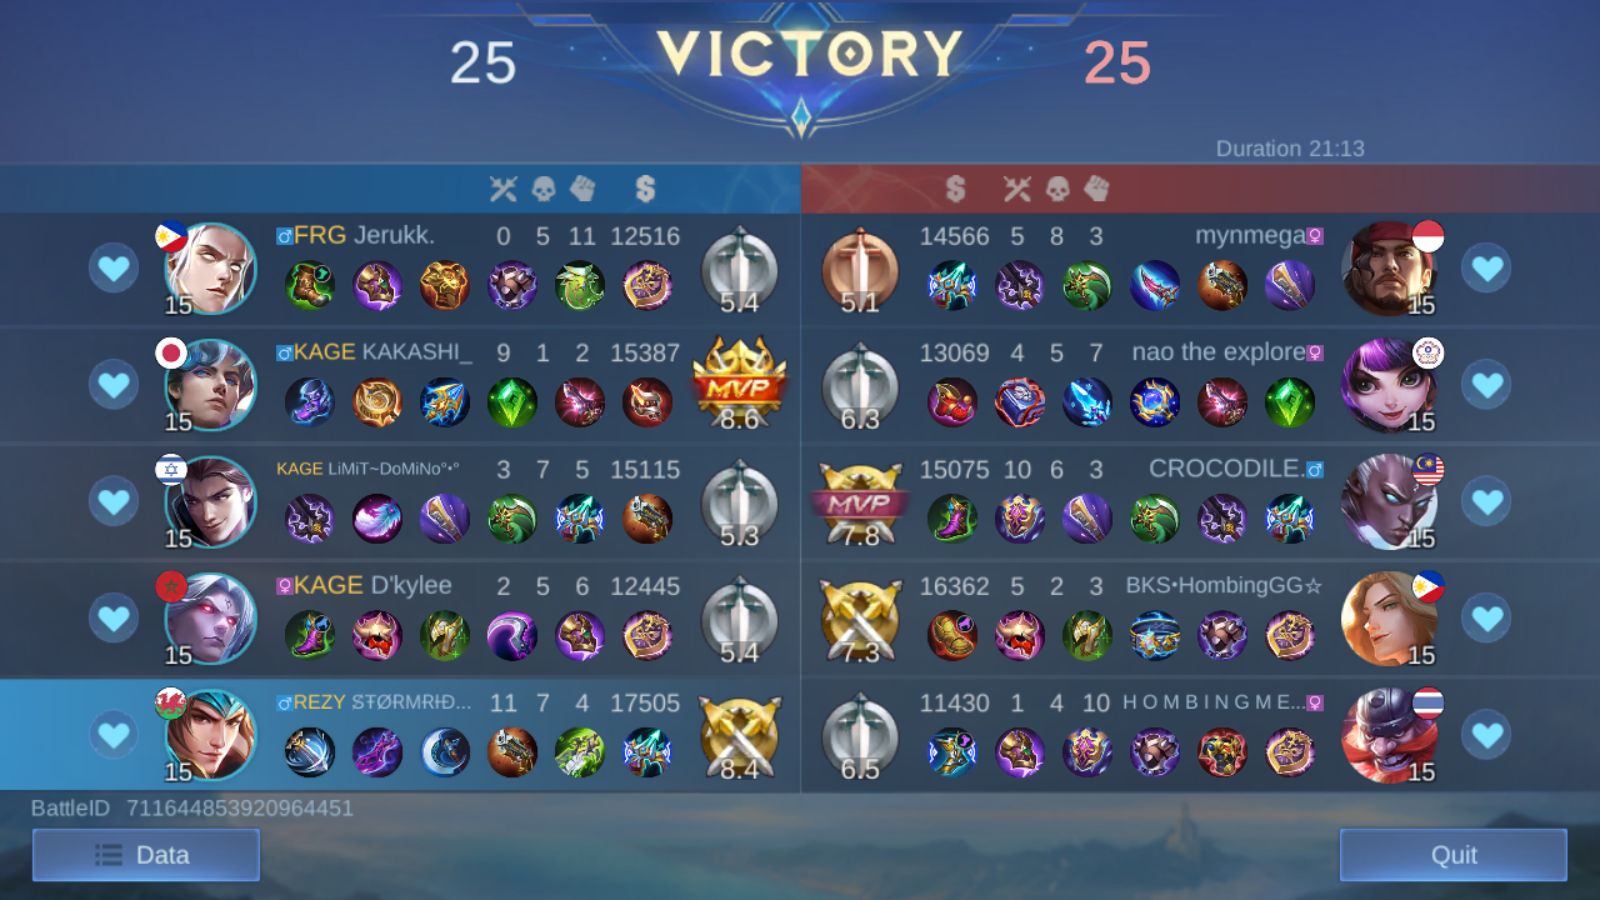 25 VICTORY 25
Duration 21:13
FRG Jerukk. 0 5 11 12516
15 5.4
14566 5 8 3 mynmega
5.1 15
KAGE KAKASHI_ 9 1 2 15387
15 MVP 8.6
13069 4 5 7 nao the explore
6.3 15
KAGE LiMiT~DoMiNo°•° 3 7 5 15115
15 5.3
15075 10 6 3 CROCODILE.
MVP 7.8 15
KAGE D'kylee 2 5 6 12445
15 5.4
16362 5 2 3 BKS•HombingGG☆
7.3 15
REZY SŦØRMRƗĐ... 11 7 4 17505
15 8.4
11430 1 4 10 H O M B I N G M E...
6.5 15
BattleID 711644853920964451
Data
Quit